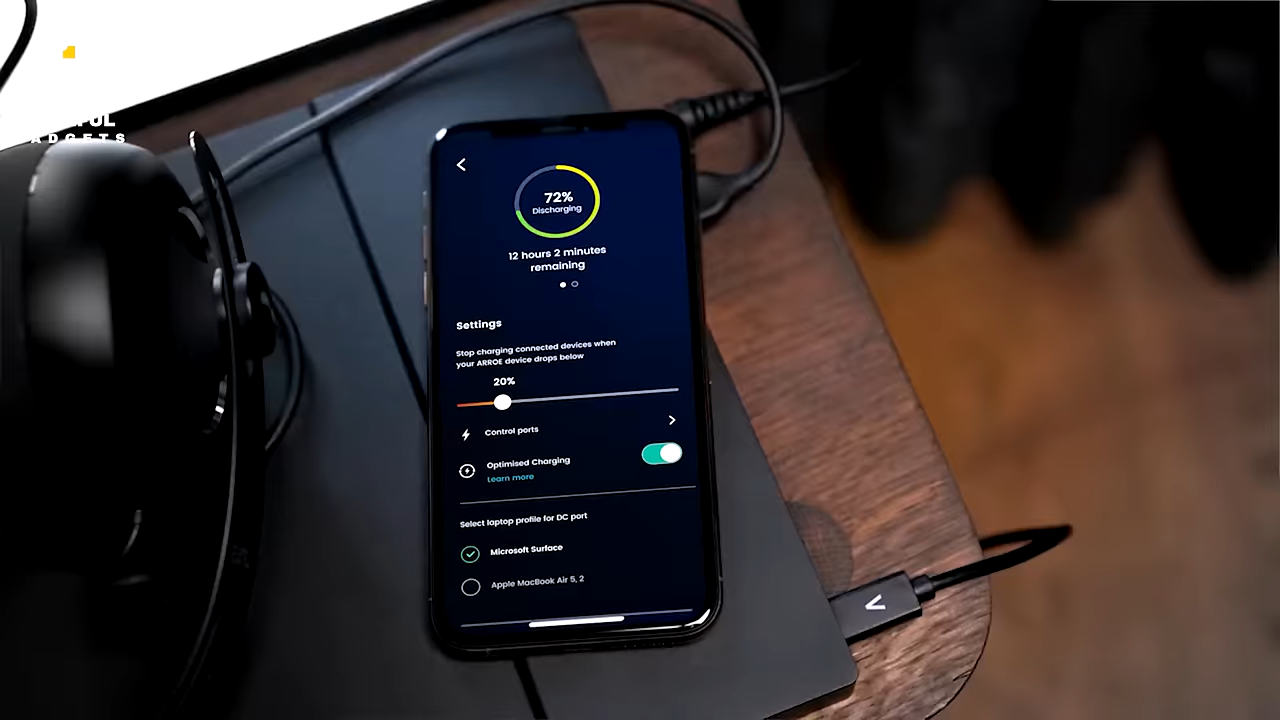 ADGETS
72%
Discharging
12 hours 2 minutes
remaining
Settings
Stop charging connected devices when
your ARROE device drops below
20%
Control ports
Optimised Charging
Learn more
Select laptop profile for DC port
Microsoft Surface
Apple MacBook Air 5, 2